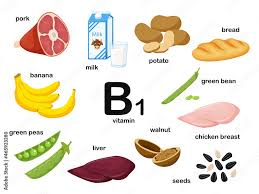 pork
milk
potato
bread
banana
green bean
B1
vitamin
green peas
liver
walnut
chicken breast
seeds